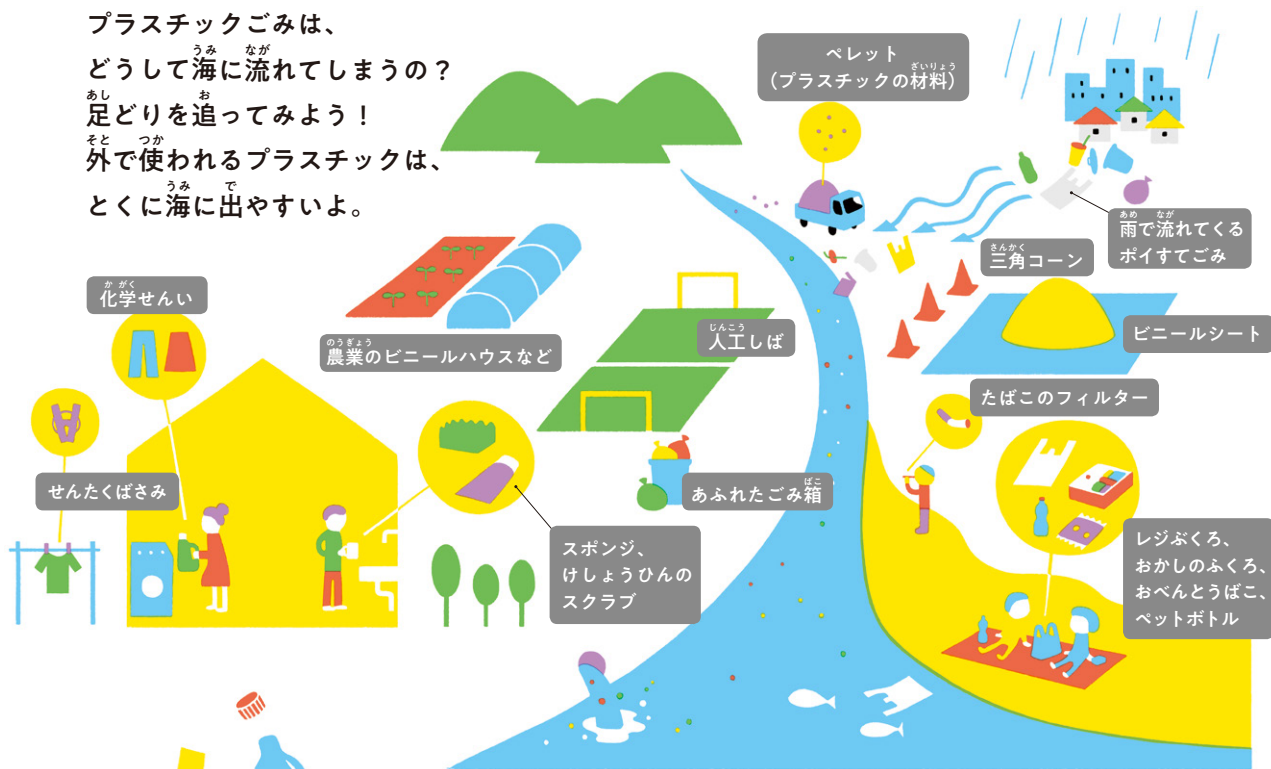 プラスチックごみは、
どうして海に流れてしまうの？
足どりを追ってみよう！
外で使われるプラスチックは、
とくに海に出やすいよ。
ペレット
（プラスチックの材料）
雨で流れてくる
ポイすてごみ
三角コーン
ビニールシート
化学せんい
農業のビニールハウスなど
人工しば
たばこのフィルター
せんたくばさみ
あふれたごみ箱
スポンジ、
けしょうひんの
スクラブ
レジぶくろ、
おかしのふくろ、
おべんとうばこ、
ペットボトル